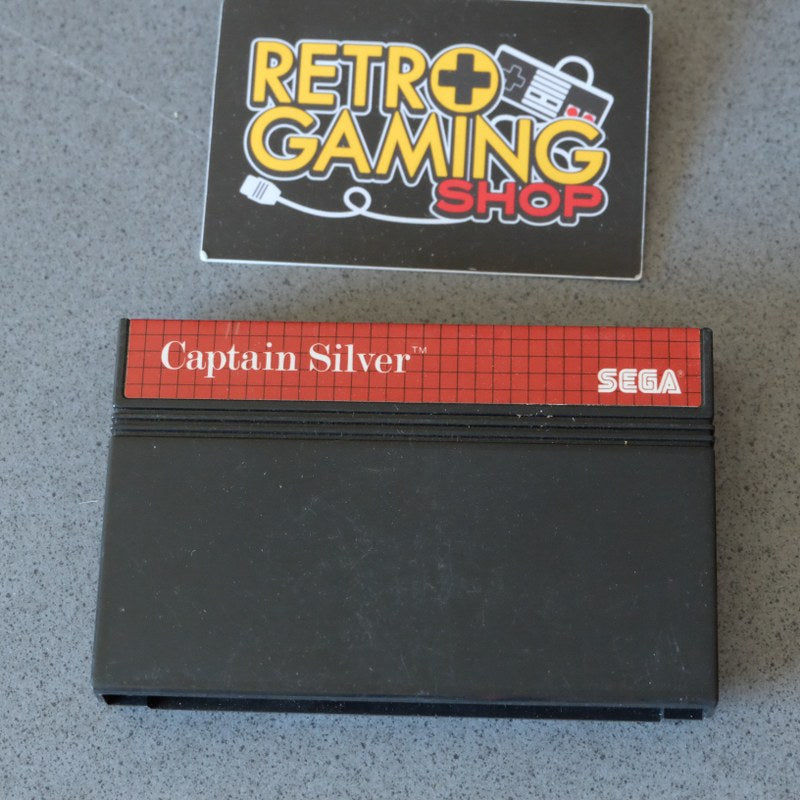 RETRO
GAMING
SHOP
Captain Silver™
SEGA®